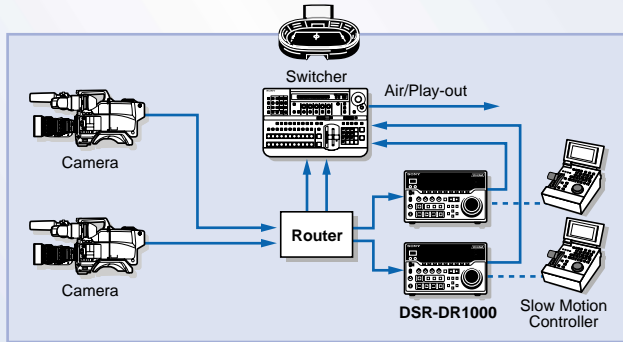 Switcher
Air/Play-out
Camera
Router
Camera
DSR-DR1000
Slow Motion
Controller